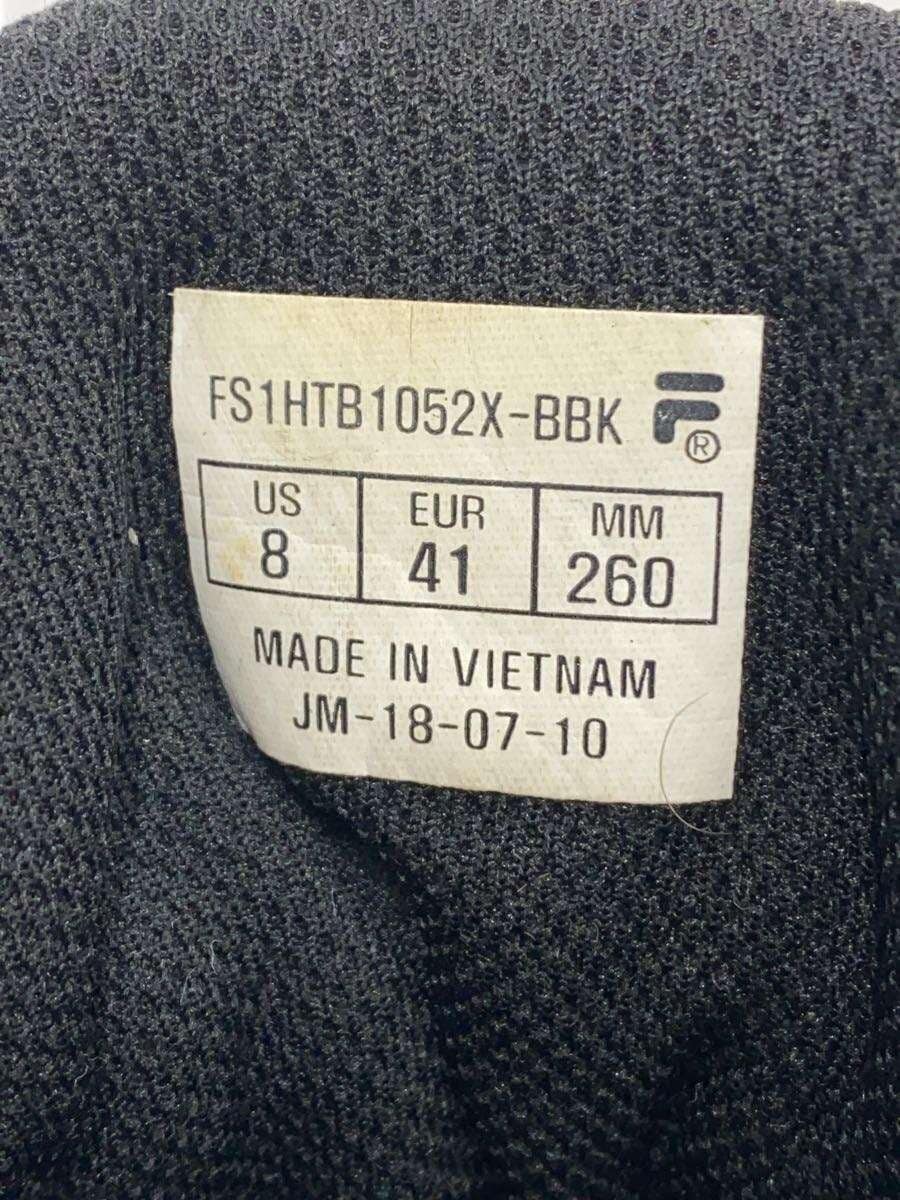 FS1HTB1052X-BBK F®
US EUR MM
8 41 260
MADE IN VIETNAM
JM-18-07-10